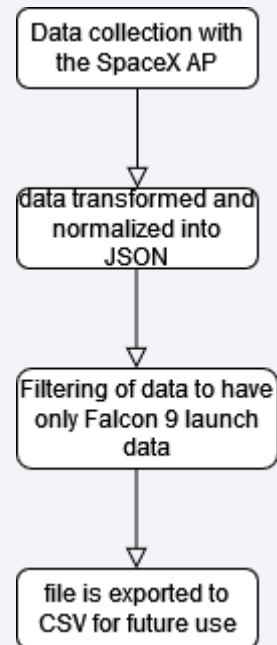 Data collection with
the SpaceX AP
data transformed and
normalized into
JSON
Filtering of data to have
only Falcon 9 launch
data
file is exported to
CSV for future use